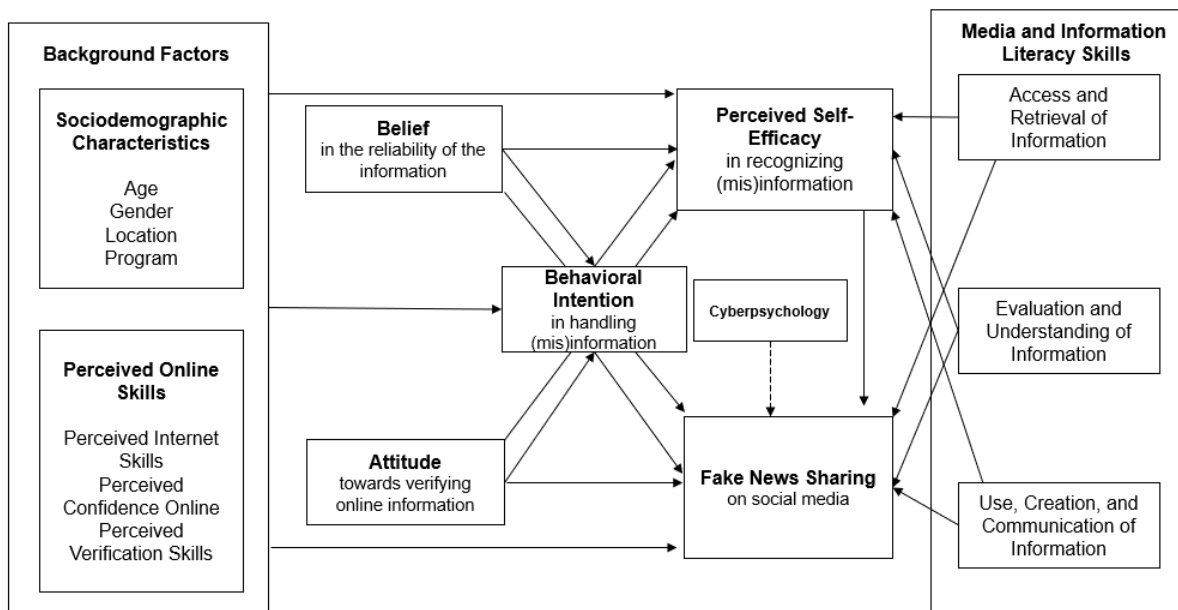 Background Factors
Sociodemographic
Characteristics
Age
Gender
Location
Program
Perceived Online
Skills
Perceived Internet
Skills
Perceived
Confidence Online
Perceived
Verification Skills
Belief
in the reliability of the
information
Attitude
towards verifying
online information
Behavioral
Intention
in handling
(mis)information
Perceived Self-
Efficacy
in recognizing
(mis)information
Cyberpsychology
Fake News Sharing
on social media
Media and Information
Literacy Skills
Access and
Retrieval of
Information
Evaluation and
Understanding of
Information
Use, Creation, and
Communication of
Information